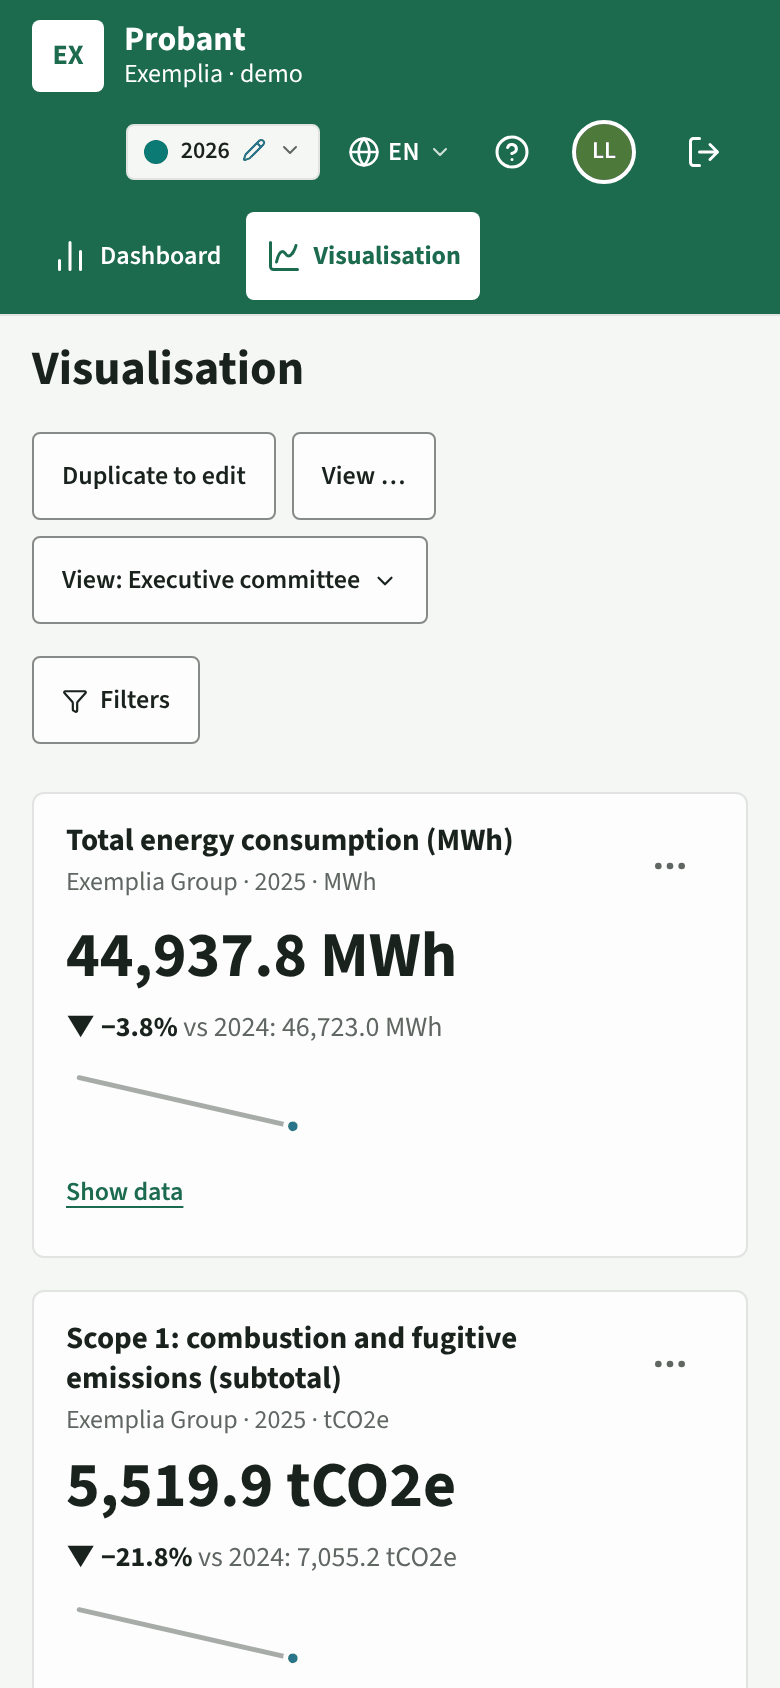 EX
Probant
Exemplia · demo
2026
EN
LL
Dashboard
Visualisation
Visualisation
Duplicate to edit
View ...
View: Executive committee
Filters
Total energy consumption (MWh)
Exemplia Group · 2025 · MWh
44,937.8 MWh
▼ −3.8% vs 2024: 46,723.0 MWh
Show data
Scope 1: combustion and fugitive
emissions (subtotal)
Exemplia Group · 2025 · tCO2e
5,519.9 tCO2e
▼ −21.8% vs 2024: 7,055.2 tCO2e